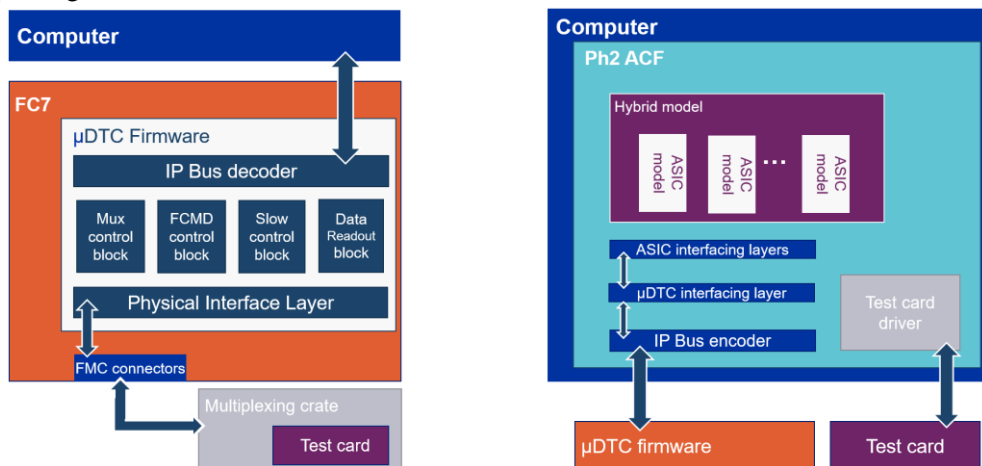 Computer
FC7
µDTC Firmware
IP Bus decoder
Mux
control
block
FCMD
control
block
Slow
control
block
Data
Readout
block
Physical Interface Layer
FMC connectors
Multiplexing crate
Test card
Computer
Ph2 ACF
Hybrid model
ASIC
model
ASIC
model
...
ASIC
model
ASIC interfacing layers
µDTC interfacing layer
IP Bus encoder
Test card
driver
µDTC firmware
Test card